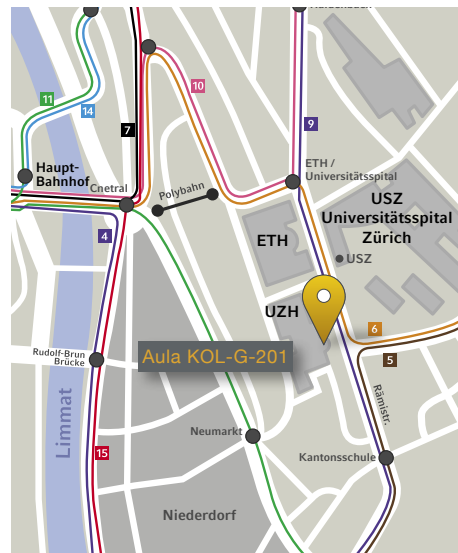 11
14
7
10
9
Haupt-
Bahnhof
Cnetral
Polybahn
ETH /
Universitätsspital
USZ
Universitätsspital
Zürich
4
ETH
USZ
UZH
6
5
Aula KOL-G-201
Rudolf-Brun
Brücke
Limmat
Rämistr.
15
Neumarkt
Kantonsschule
Niederdorf